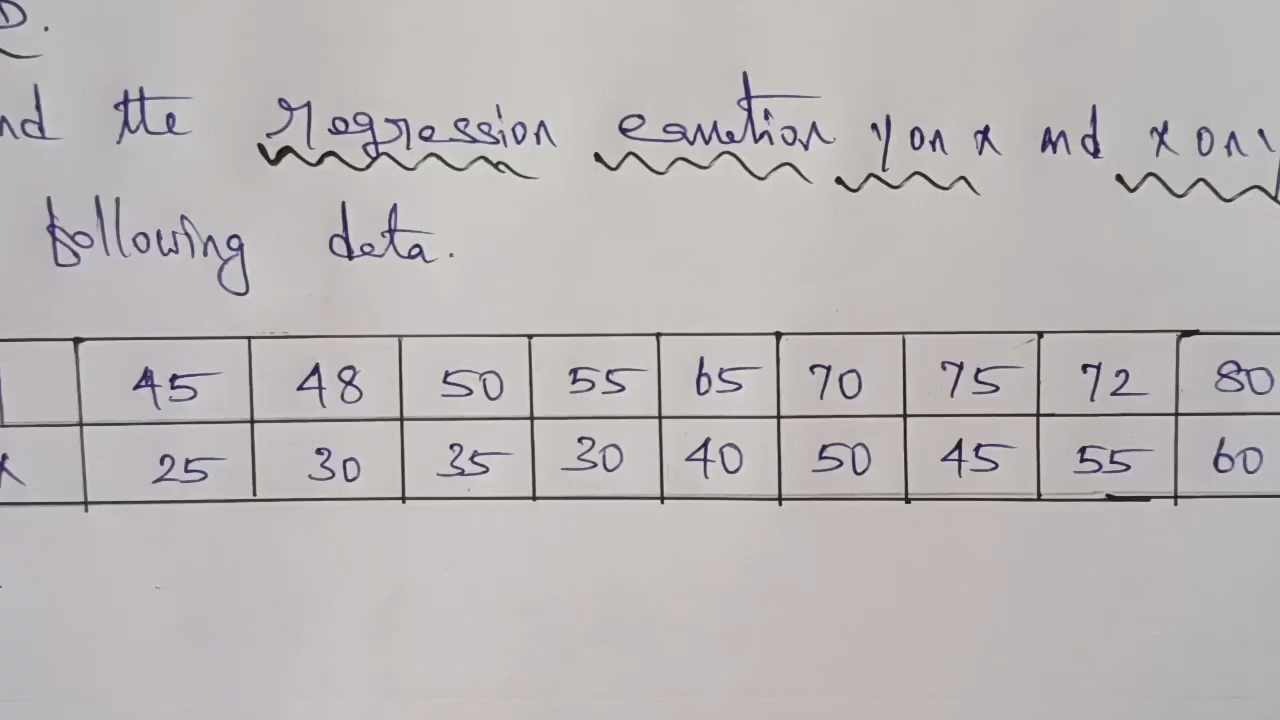 D.
nd the regression equation y on x and x on y
following data.
45 48 50 55 65 70 75 72 80
x 25 30 35 30 40 50 45 55 60